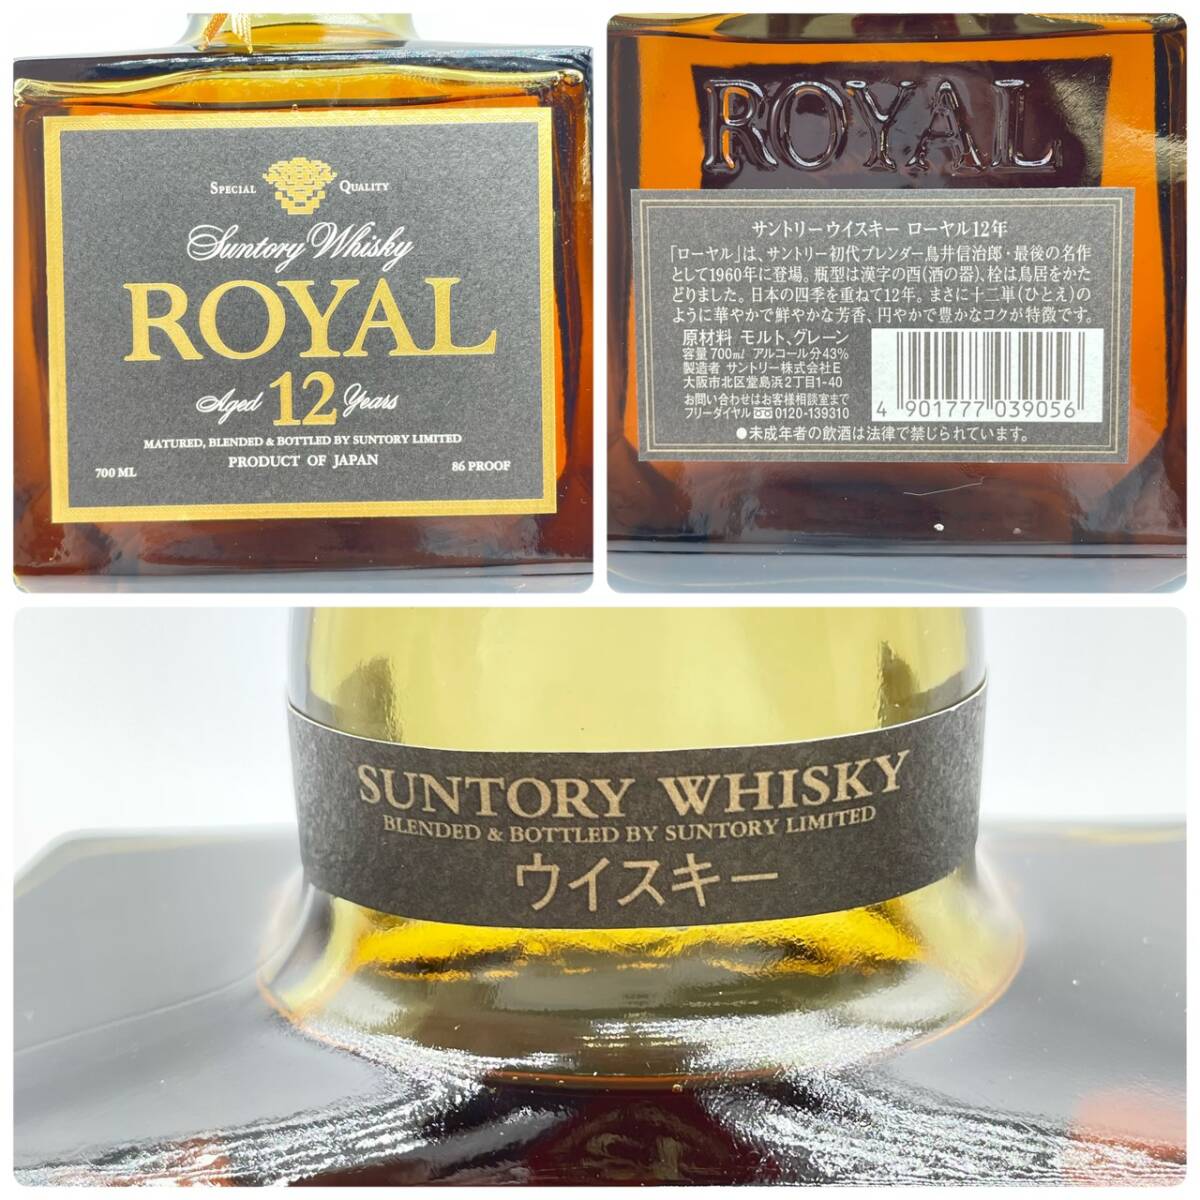 SPECIAL QUALITY
Suntory Whisky
ROYAL
Aged 12 Years
MATURED, BLENDED & BOTTLED BY SUNTORY LIMITED
PRODUCT OF JAPAN
700 ML 86 PROOF
ROYAL
サントリーウイスキー ローヤル12年
「ローヤル」は、サントリー初代ブレンダー鳥井信治郎・最後の名作
として1960年に登場。瓶型は漢字の酉(酒の器)、栓は鳥居をかた
どりました。日本の四季を重ねて12年。まさに十二単(ひとえ)の
ように華やかで鮮やかな芳香、円やかで豊かなコクが特徴です。
原材料 モルト、グレーン
容量700ml アルコール分43%
製造者 サントリー株式会社E
大阪市北区堂島浜2丁目1-40
お問い合わせはお客様相談室まで
フリーダイヤル 0120-139310
4 901777 039056
●未成年者の飲酒は法律で禁じられています。
SUNTORY WHISKY
BLENDED & BOTTLED BY SUNTORY LIMITED
ウイスキー